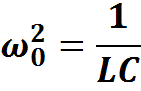 ω₀² = 1/LC